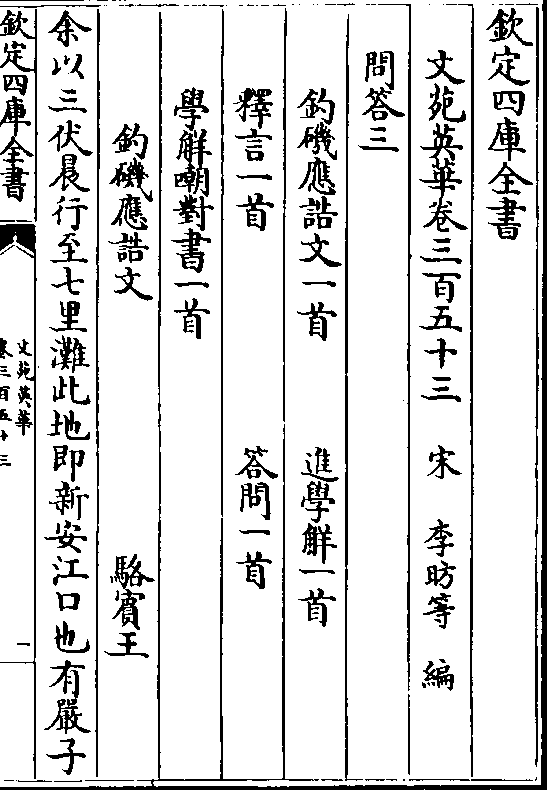 欽定四庫全書
文苑英華卷三百五十三　宋　李昉等　編
問答三
釣磯應誥文一首　進學觧一首
釋言一首　答問一首
學觧嘲對書一首
釣磯應誥文　駱賓王
余以三伏晨行至七里灘此地即新安江口也有嚴子
欽定四庫全書
文苑英華
卷三百五十三
一